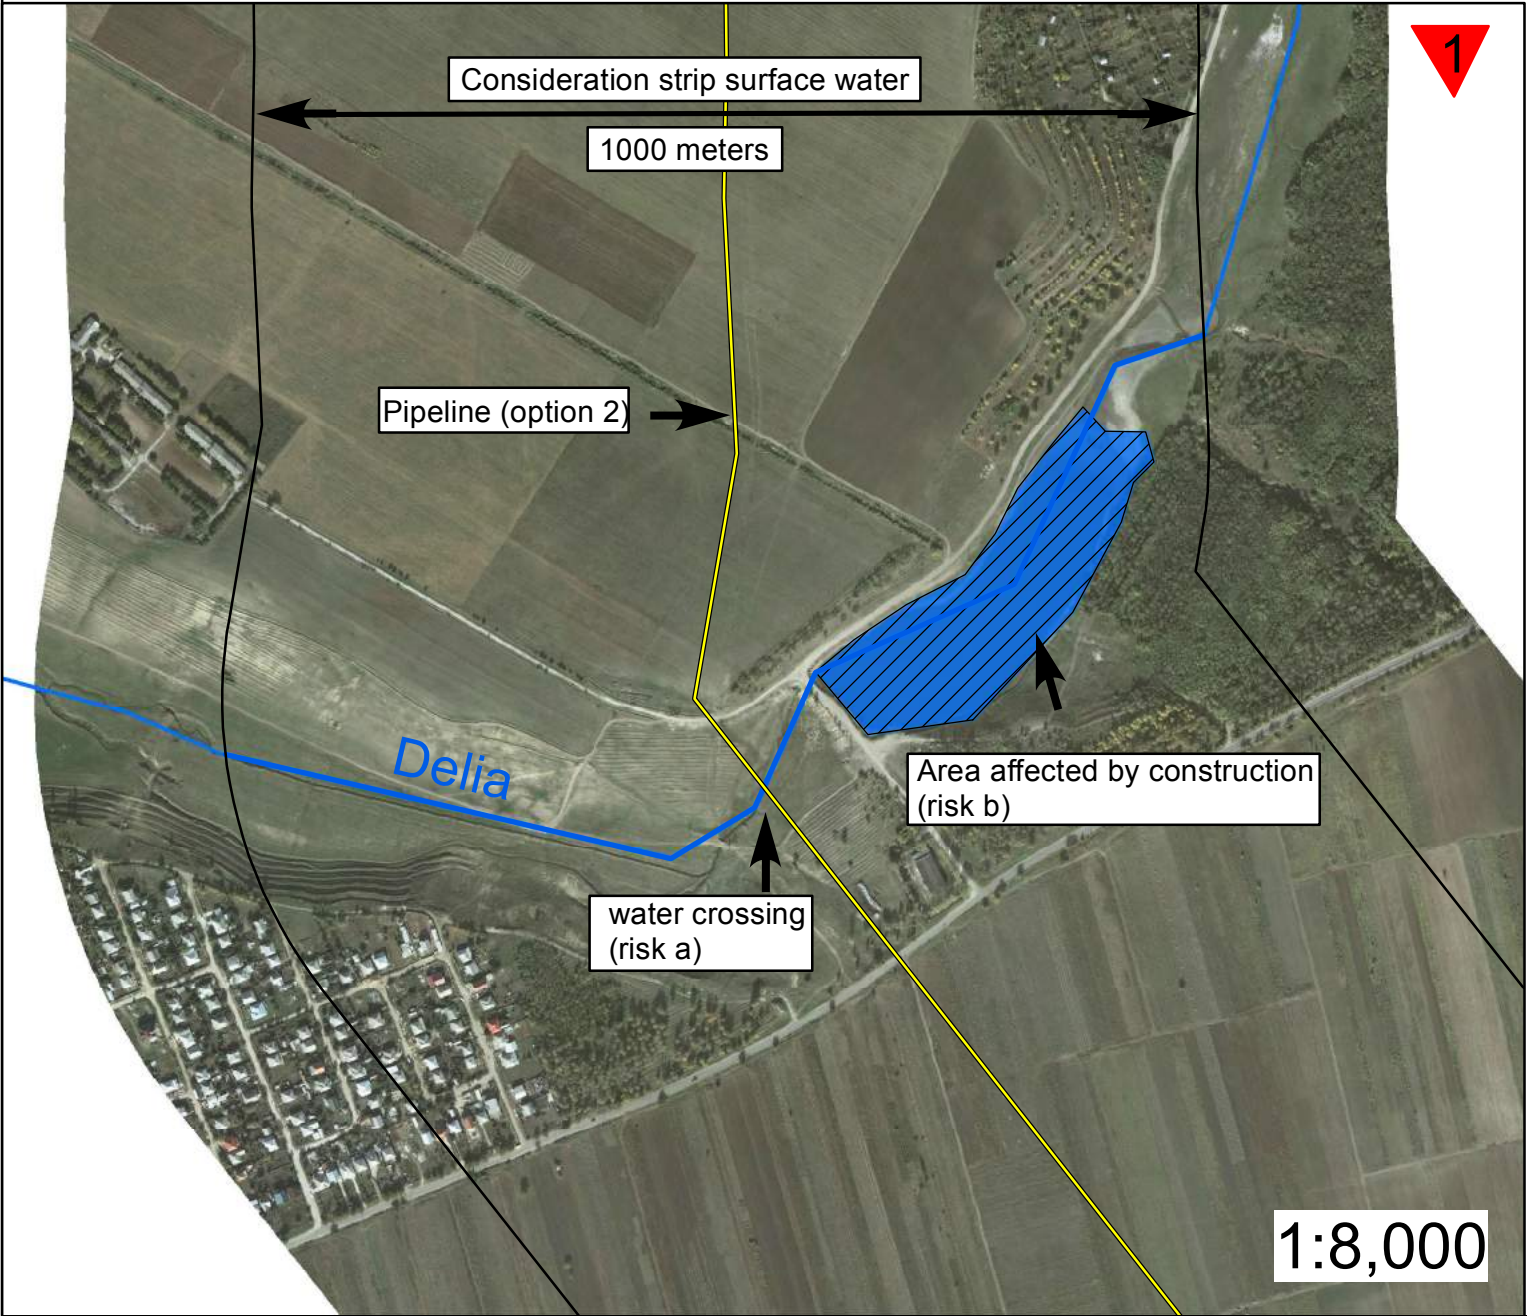 1
Consideration strip surface water
1000 meters
Pipeline (option 2)
Delia
Area affected by construction
(risk b)
water crossing
(risk a)
1:8,000